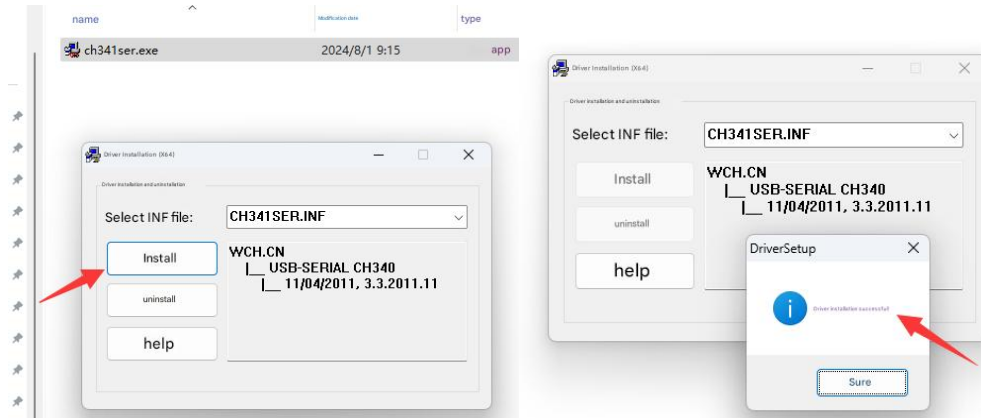 name
Modification date
type
ch341ser.exe
2024/8/1 9:15
app
Driver Installation (X64)
Driver installation and uninstallation
Select INF file:
CH341SER.INF
Install
uninstall
help
WCH.CN
|__ USB-SERIAL CH340
|__ 11/04/2011, 3.3.2011.11
Driver Installation (X64)
Driver installation and uninstallation
Select INF file:
CH341SER.INF
Install
uninstall
help
WCH.CN
|__ USB-SERIAL CH340
|__ 11/04/2011, 3.3.2011.11
DriverSetup
Driver installation successful!
Sure